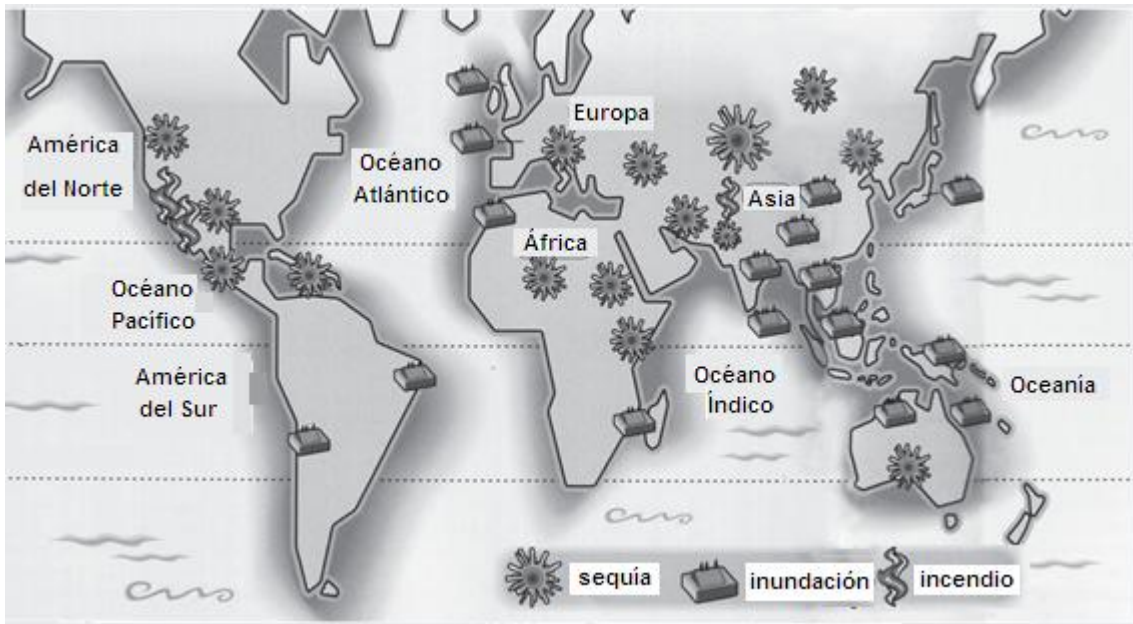 Europa
América
del Norte
Océano
Atlántico
Asia
África
Océano
Pacífico
América
del Sur
Océano
Índico
Oceanía
sequía
inundación
incendio